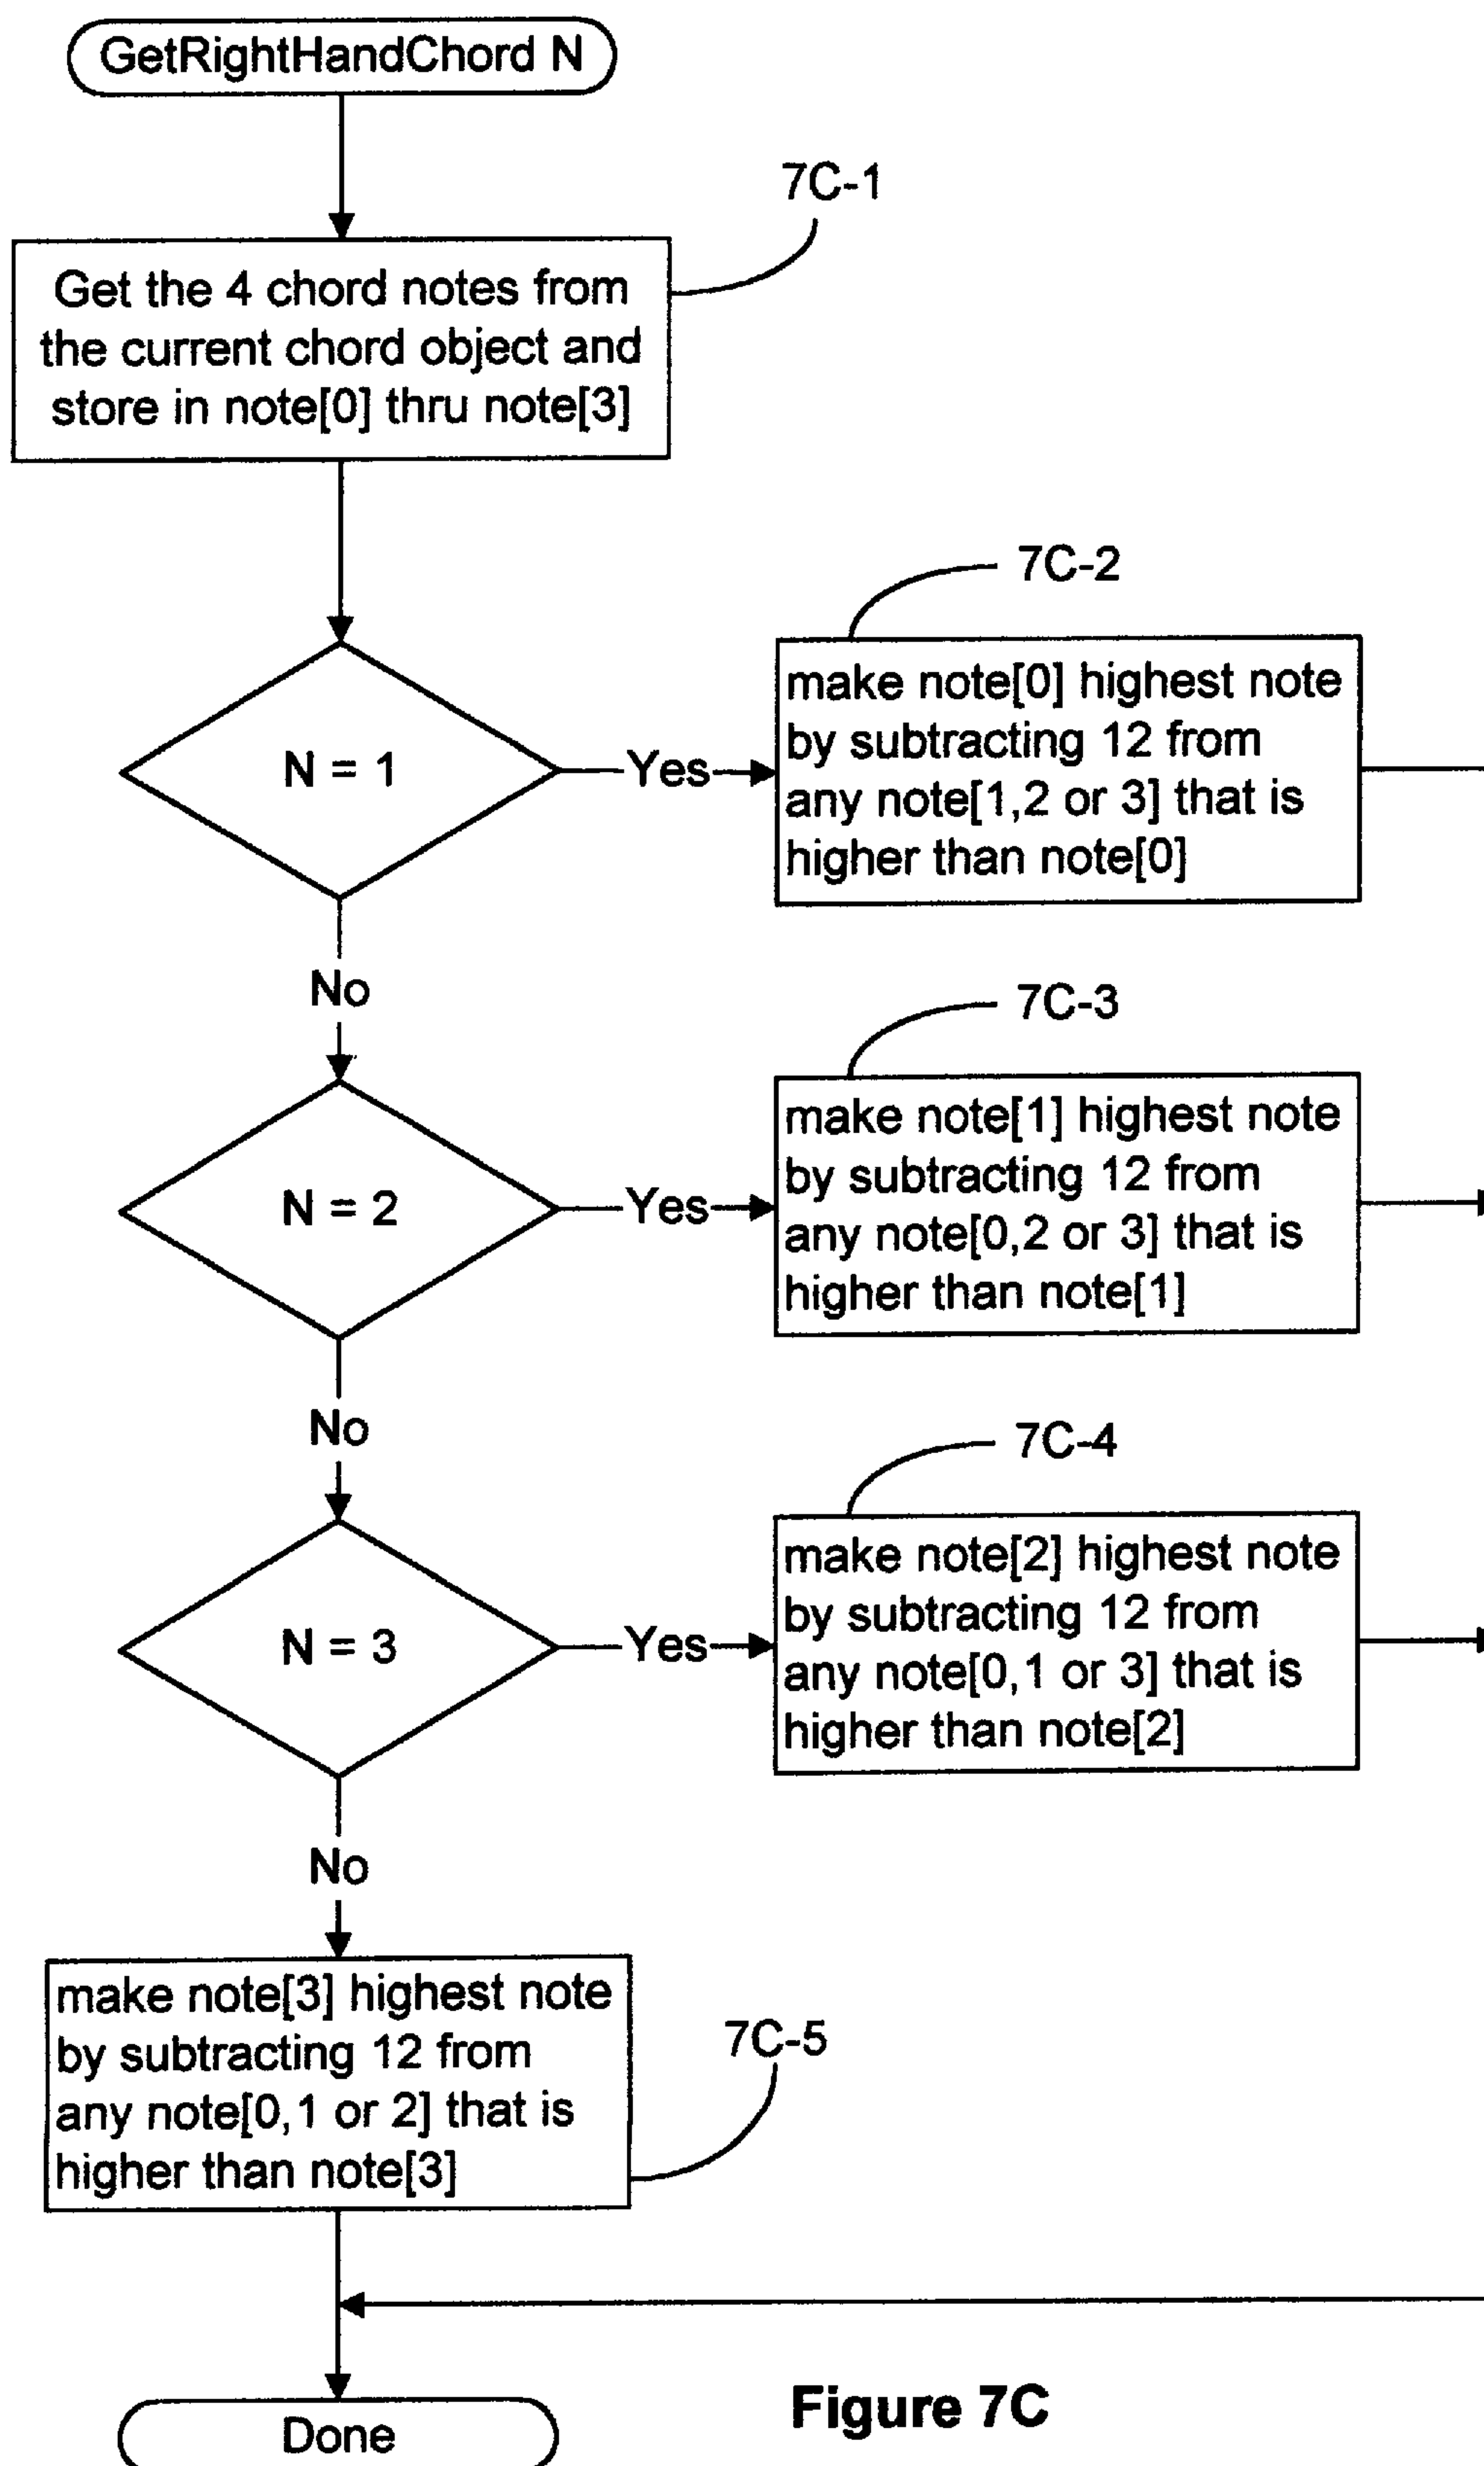 GetRightHandChord N
7C-1
Get the 4 chord notes from
the current chord object and
store in note[0] thru note[3]
7C-2
N = 1
Yes
make note[0] highest note
by subtracting 12 from
any note[1,2 or 3] that is
higher than note[0]
No
7C-3
N = 2
Yes
make note[1] highest note
by subtracting 12 from
any note[0,2 or 3] that is
higher than note[1]
No
7C-4
N = 3
Yes
make note[2] highest note
by subtracting 12 from
any note[0,1 or 3] that is
higher than note[2]
No
make note[3] highest note
by subtracting 12 from
any note[0,1 or 2] that is
higher than note[3]
7C-5
Figure 7C
Done